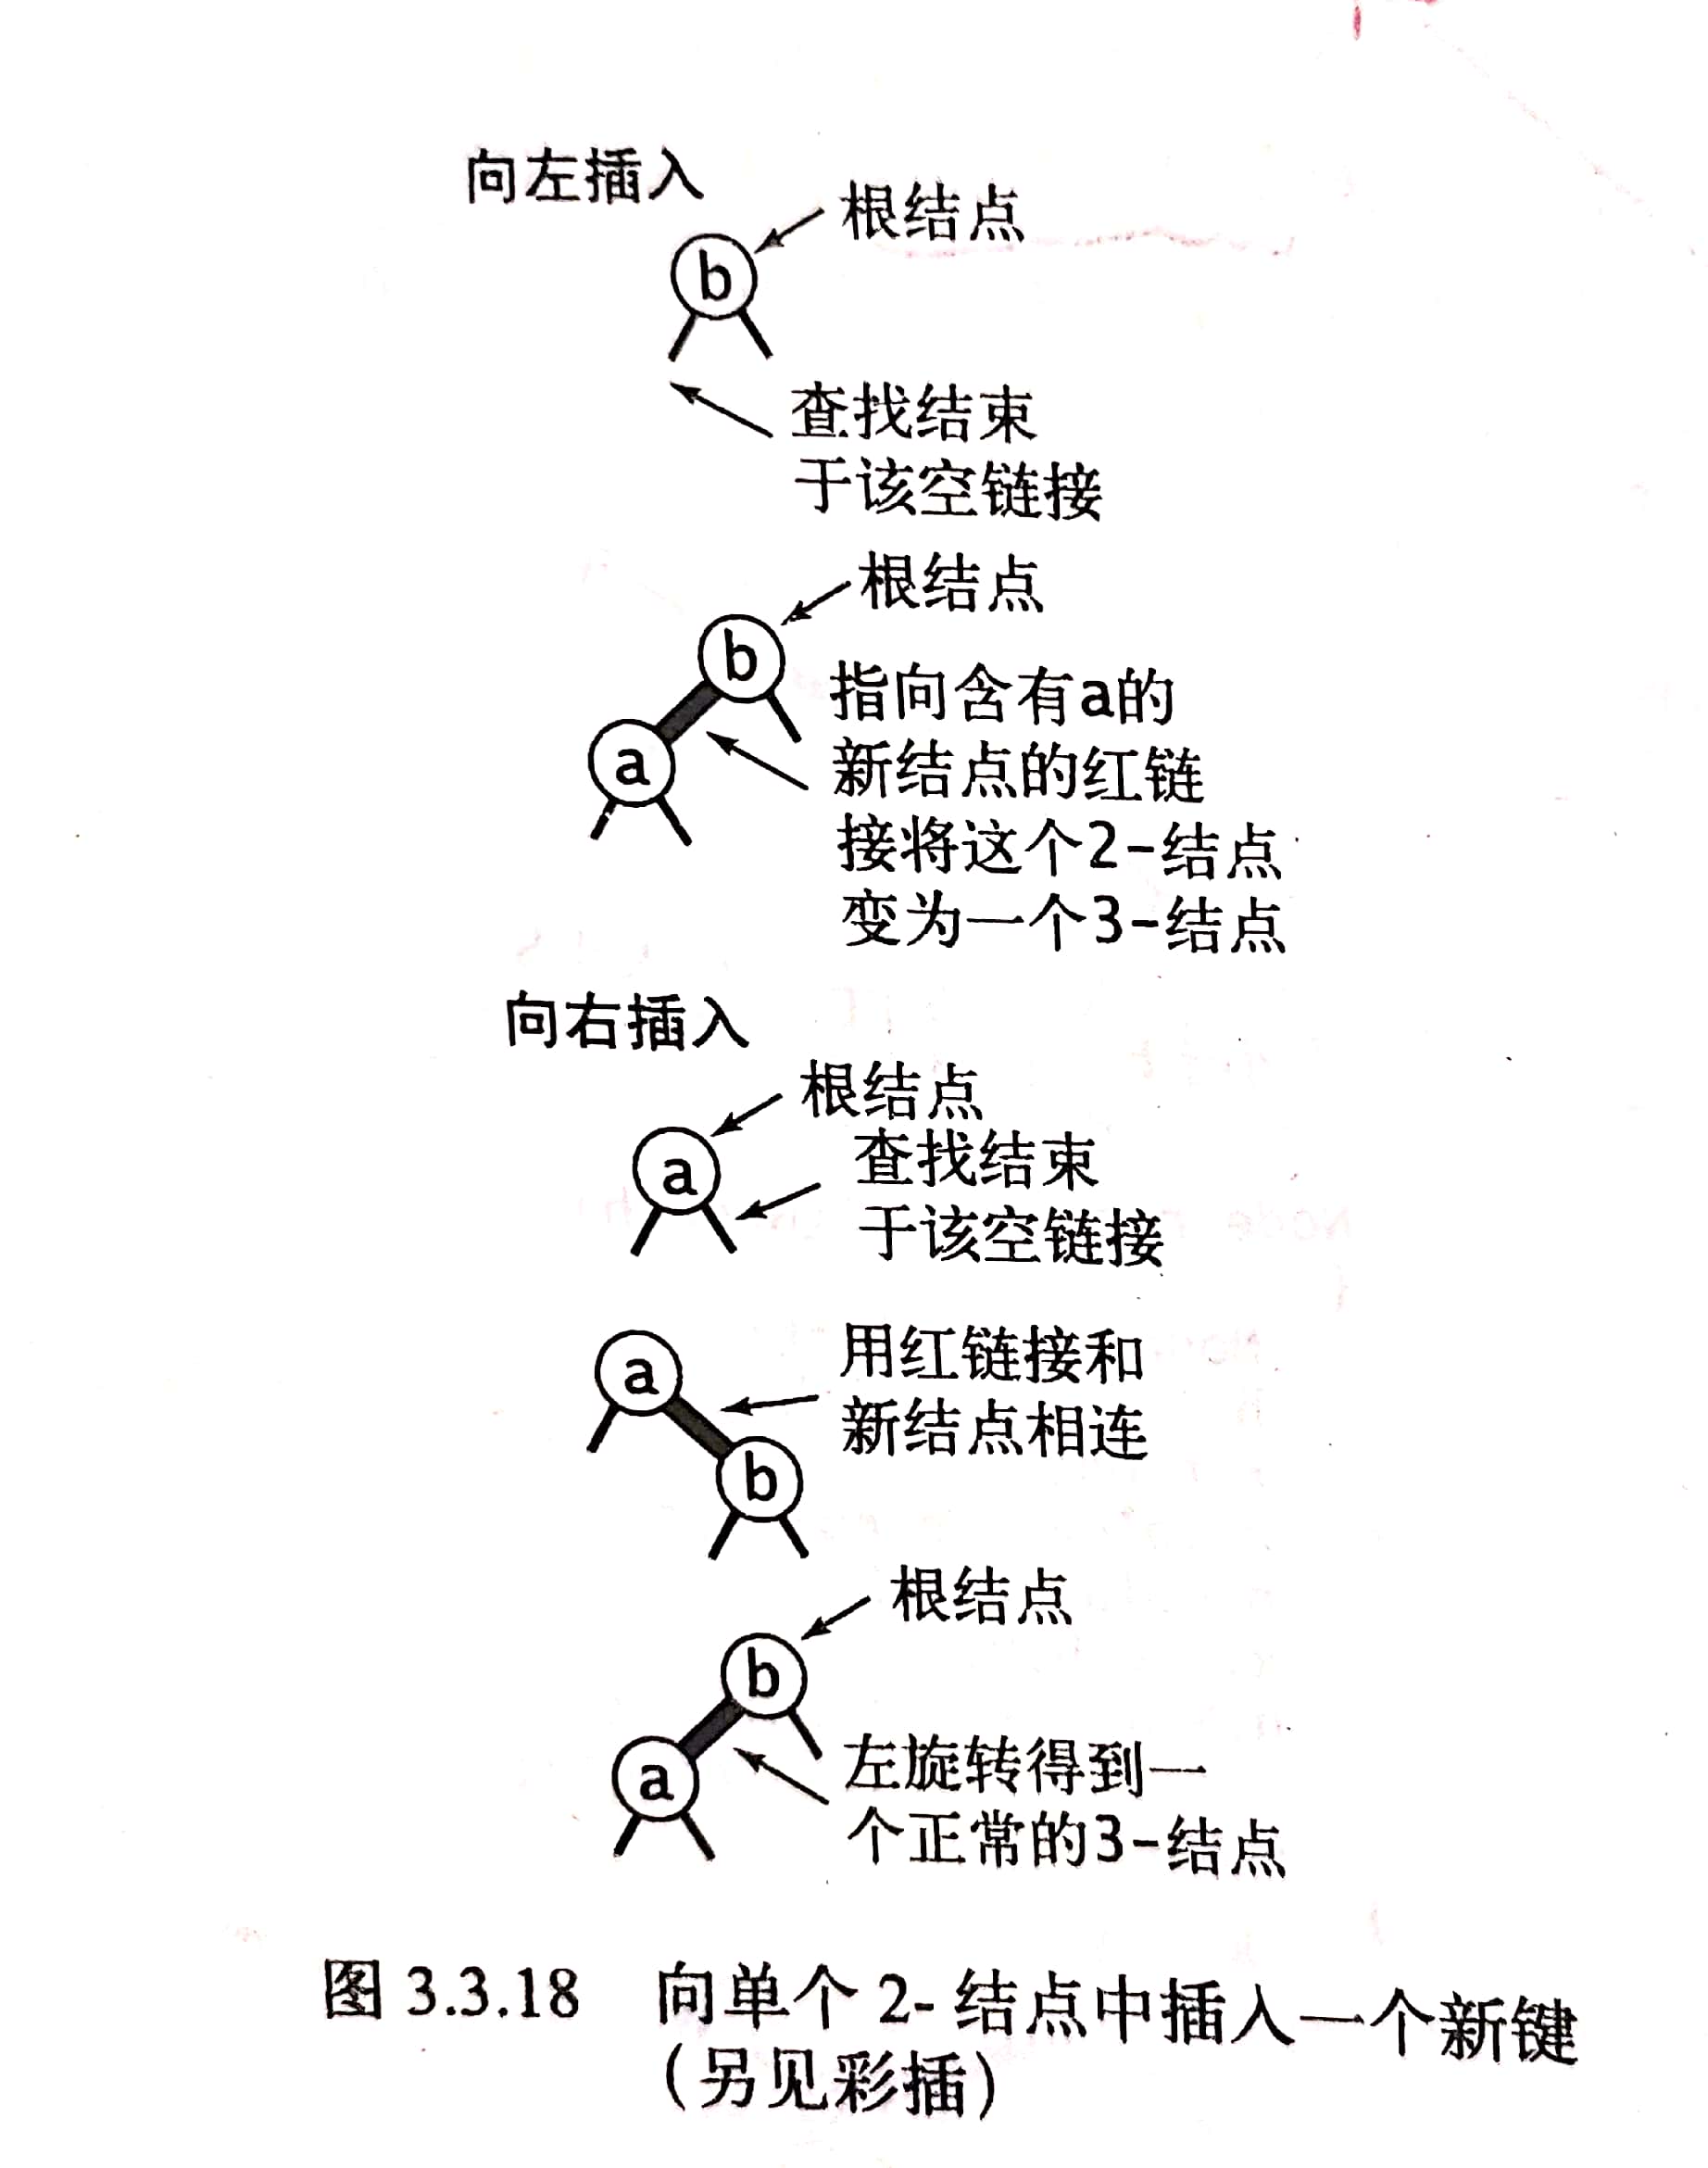 向左插入
根结点
b
查找结束
于该空链接
根结点
b
指向含有a的
新结点的红链
a
接将这个2-结点
变为一个3-结点
向右插入
根结点
a
查找结束
于该空链接
a
用红链接和
新结点相连
b
根结点
b
左旋转得到一
a
个正常的3-结点
图 3.3.18 向单个 2- 结点中插入一个新键
（另见彩插）